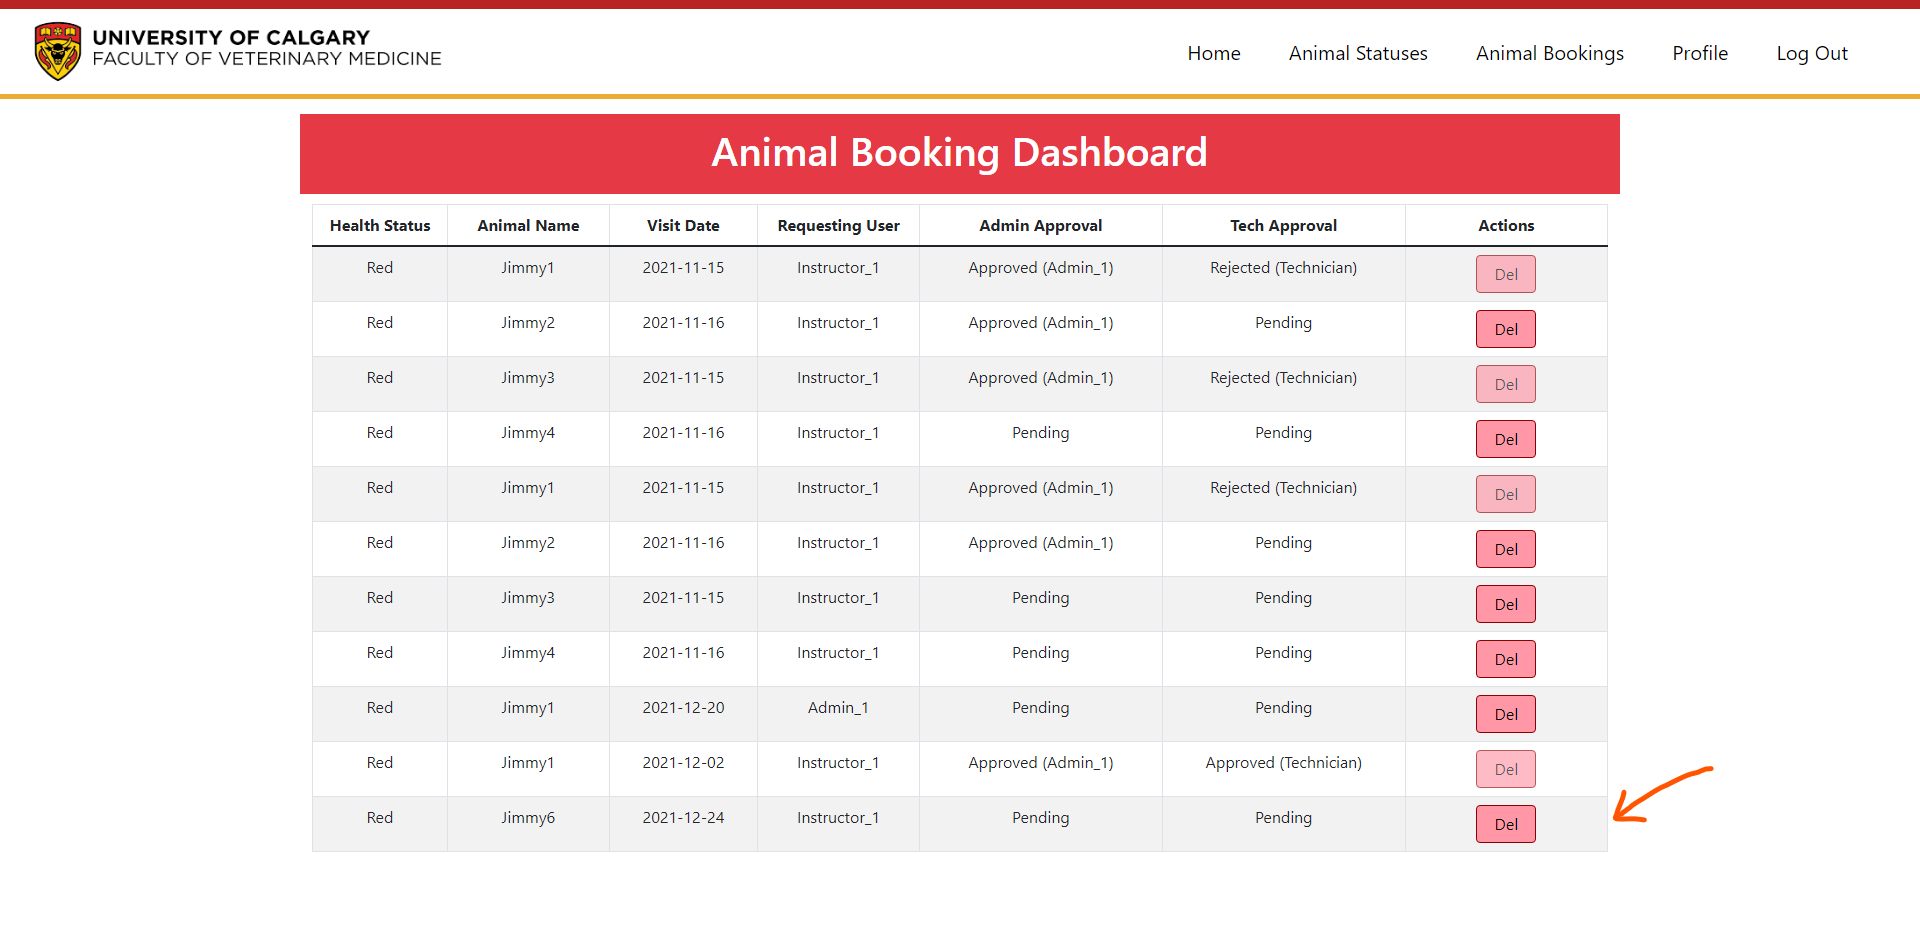 UNIVERSITY OF CALGARY
FACULTY OF VETERINARY MEDICINE
Home Animal Statuses Animal Bookings Profile Log Out
Animal Booking Dashboard
Health Status Animal Name Visit Date Requesting User Admin Approval Tech Approval Actions
Red Jimmy1 2021-11-15 Instructor_1 Approved (Admin_1) Rejected (Technician) Del
Red Jimmy2 2021-11-16 Instructor_1 Approved (Admin_1) Pending Del
Red Jimmy3 2021-11-15 Instructor_1 Approved (Admin_1) Rejected (Technician) Del
Red Jimmy4 2021-11-16 Instructor_1 Pending Pending Del
Red Jimmy1 2021-11-15 Instructor_1 Approved (Admin_1) Rejected (Technician) Del
Red Jimmy2 2021-11-16 Instructor_1 Approved (Admin_1) Pending Del
Red Jimmy3 2021-11-15 Instructor_1 Pending Pending Del
Red Jimmy4 2021-11-16 Instructor_1 Pending Pending Del
Red Jimmy1 2021-12-20 Admin_1 Pending Pending Del
Red Jimmy1 2021-12-02 Instructor_1 Approved (Admin_1) Approved (Technician) Del
Red Jimmy6 2021-12-24 Instructor_1 Pending Pending Del